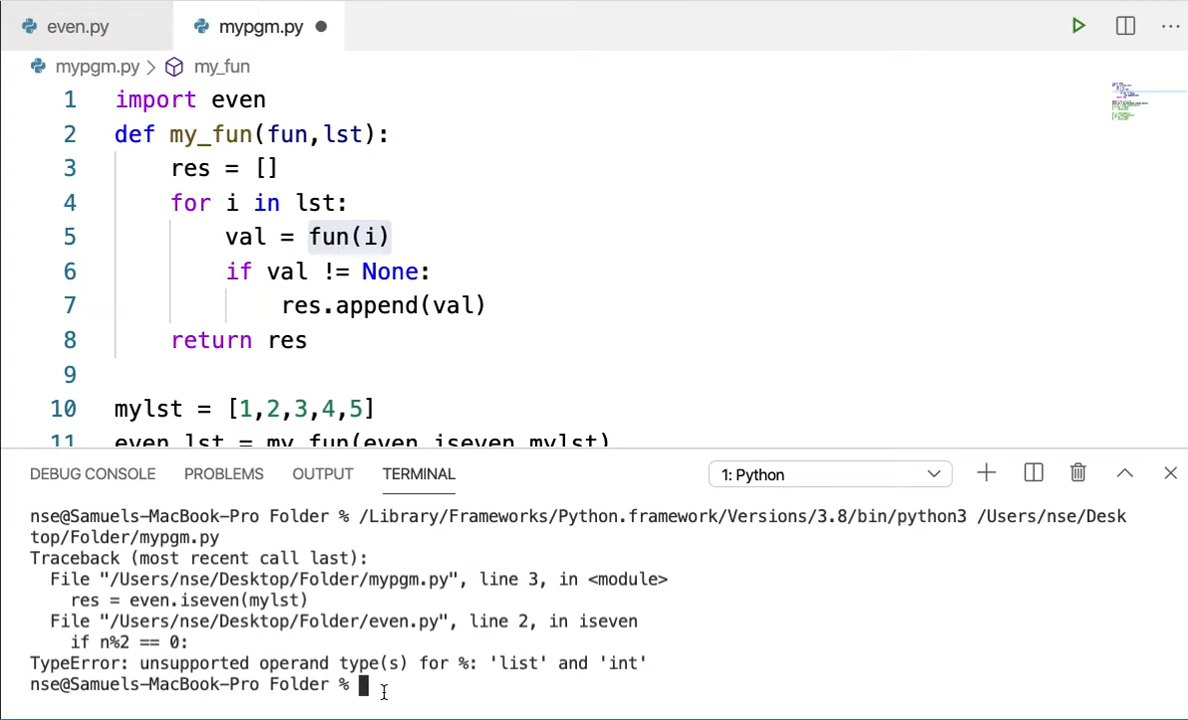 even.py mypgm.py
mypgm.py > my_fun
1 import even
2 def my_fun(fun,lst):
3 res = []
4 for i in lst:
5 val = fun(i)
6 if val != None:
7 res.append(val)
8 return res
9
10 mylst = [1,2,3,4,5]
11 even_lst = my_fun(even.iseven,mylst)
DEBUG CONSOLE PROBLEMS OUTPUT TERMINAL 1: Python
nse@Samuels-MacBook-Pro Folder % /Library/Frameworks/Python.framework/Versions/3.8/bin/python3 /Users/nse/Desk
top/Folder/mypgm.py
Traceback (most recent call last):
File "/Users/nse/Desktop/Folder/mypgm.py", line 3, in <module>
res = even.iseven(mylst)
File "/Users/nse/Desktop/Folder/even.py", line 2, in iseven
if n%2 == 0:
TypeError: unsupported operand type(s) for %: 'list' and 'int'
nse@Samuels-MacBook-Pro Folder %